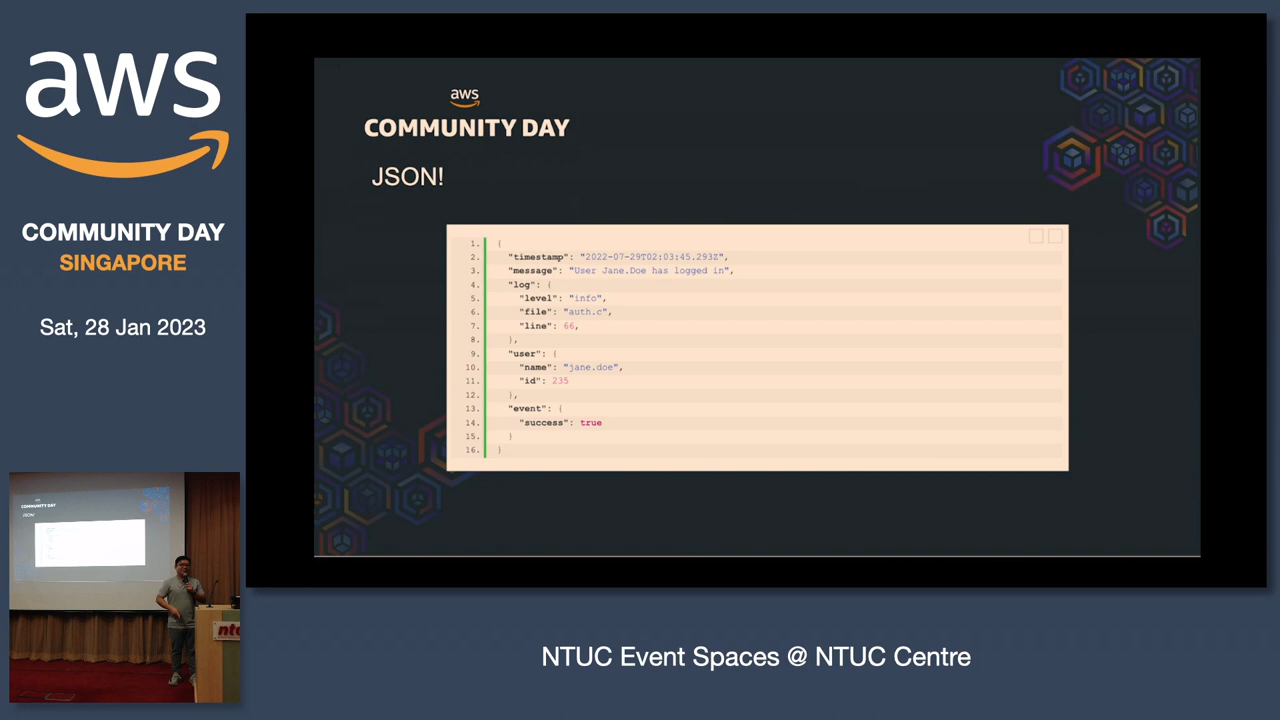 aws
COMMUNITY DAY
SINGAPORE
Sat, 28 Jan 2023
aws
COMMUNITY DAY
JSON!
1. {
2. "timestamp": "2022-07-29T02:03:45.293Z",
3. "message": "User Jane.Doe has logged in",
4. "log": {
5. "level": "info",
6. "file": "auth.c",
7. "line": 66,
8. },
9. "user": {
10. "name": "jane.doe",
11. "id": 235
12. },
13. "event": {
14. "success": true
15. }
16. }
COMMUNITY DAY
JSON!
NTUC Event Spaces @ NTUC Centre